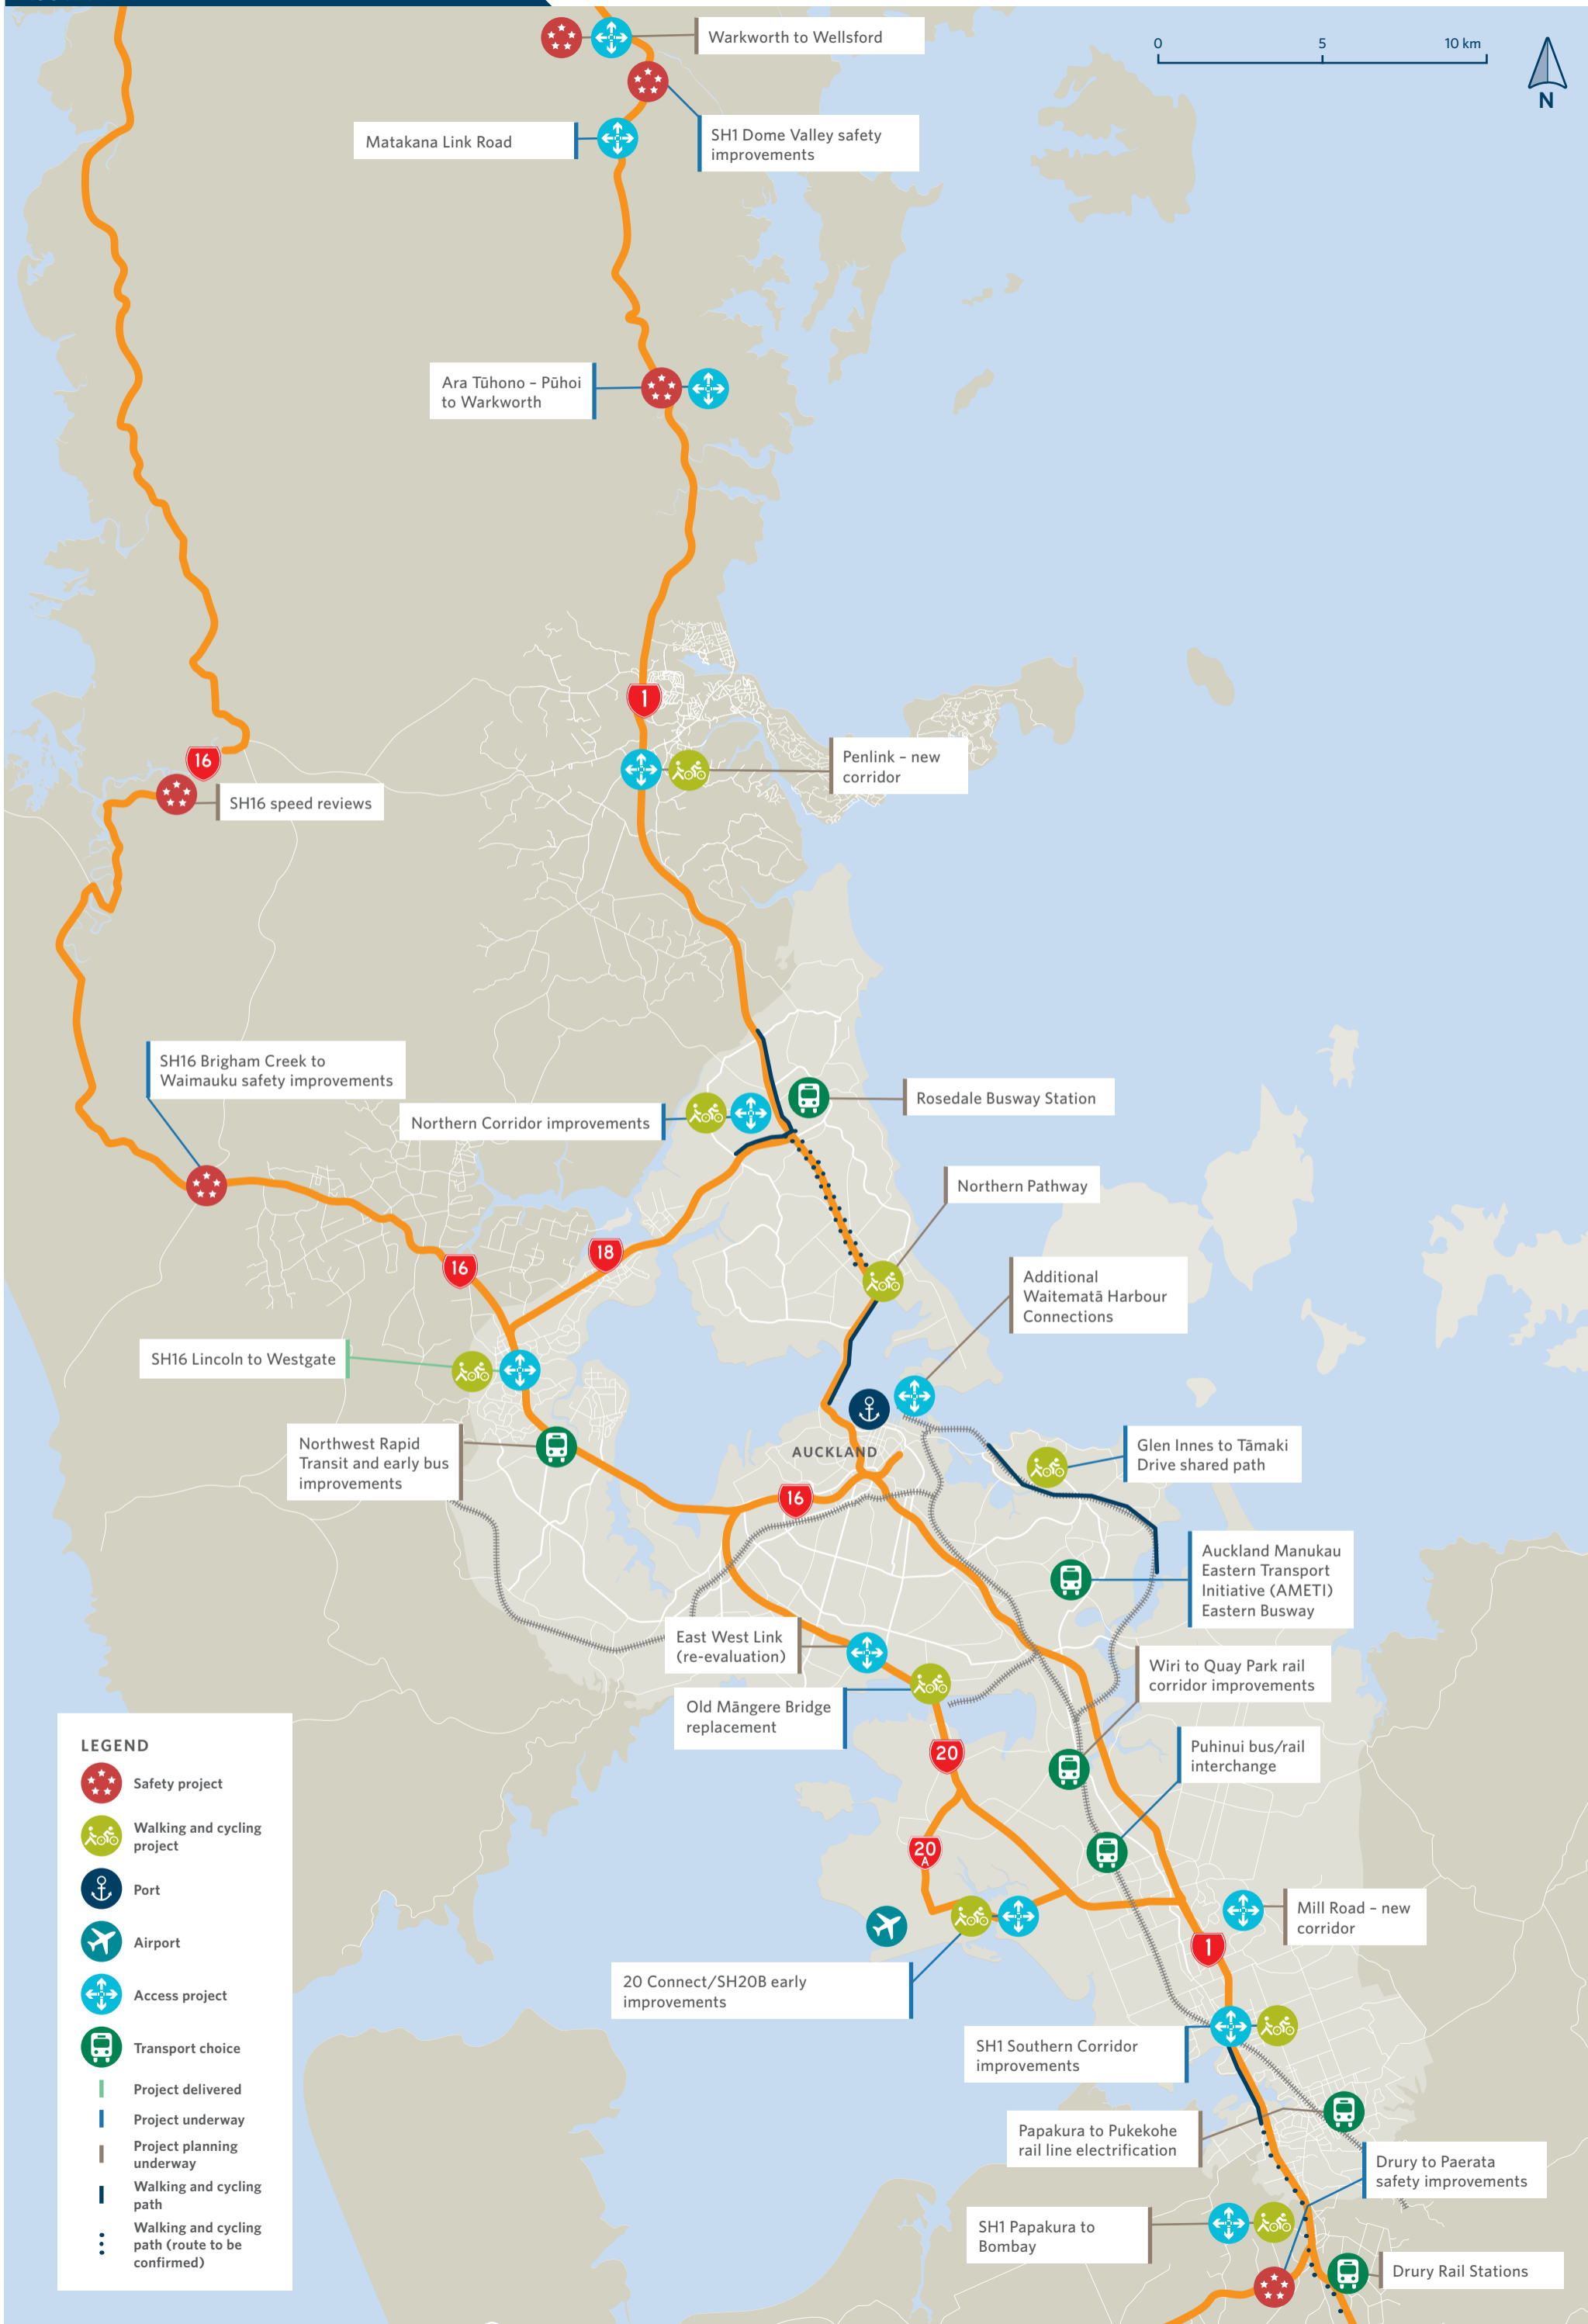 Warkworth to Wellsford
0 5 10 km
N
SH1 Dome Valley safety
improvements
Matakana Link Road
Ara Tūhono – Pūhoi
to Warkworth
1
Penlink – new
corridor
16
SH16 speed reviews
SH16 Brigham Creek to
Waimauku safety improvements
Northern Corridor improvements
Rosedale Busway Station
Northern Pathway
18
16
Additional
Waitematā Harbour
Connections
SH16 Lincoln to Westgate
Northwest Rapid
Transit and early bus
improvements
AUCKLAND
Glen Innes to Tāmaki
Drive shared path
16
Auckland Manukau
Eastern Transport
Initiative (AMETI)
Eastern Busway
East West Link
(re-evaluation)
Wiri to Quay Park rail
corridor improvements
Old Māngere Bridge
replacement
Puhinui bus/rail
interchange
20
20
A
Mill Road – new
corridor
1
20 Connect/SH20B early
improvements
SH1 Southern Corridor
improvements
Papakura to Pukekohe
rail line electrification
Drury to Paerata
safety improvements
SH1 Papakura to
Bombay
Drury Rail Stations
LEGEND
Safety project
Walking and cycling
project
Port
Airport
Access project
Transport choice
Project delivered
Project underway
Project planning
underway
Walking and cycling
path
Walking and cycling
path (route to be
confirmed)